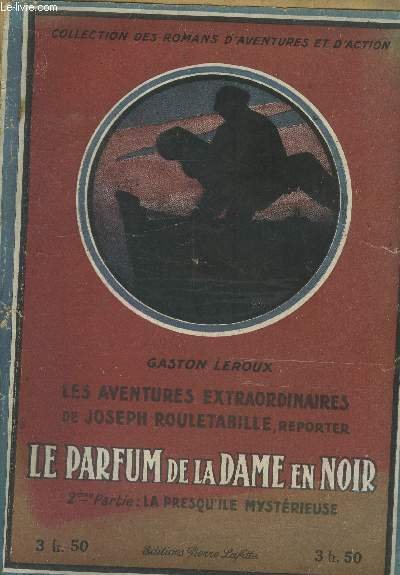 © le-livre.com
COLLECTION DES ROMANS D'AVENTURES ET D'ACTION
GASTON LEROUX
LES AVENTURES EXTRAORDINAIRES
DE JOSEPH ROULETABILLE, REPORTER
LE PARFUM DE LA DAME EN NOIR
2ème Partie : LA PRESQU'ILE MYSTÉRIEUSE
3 fr. 50 Editions Pierre Lafitte 3 fr. 50